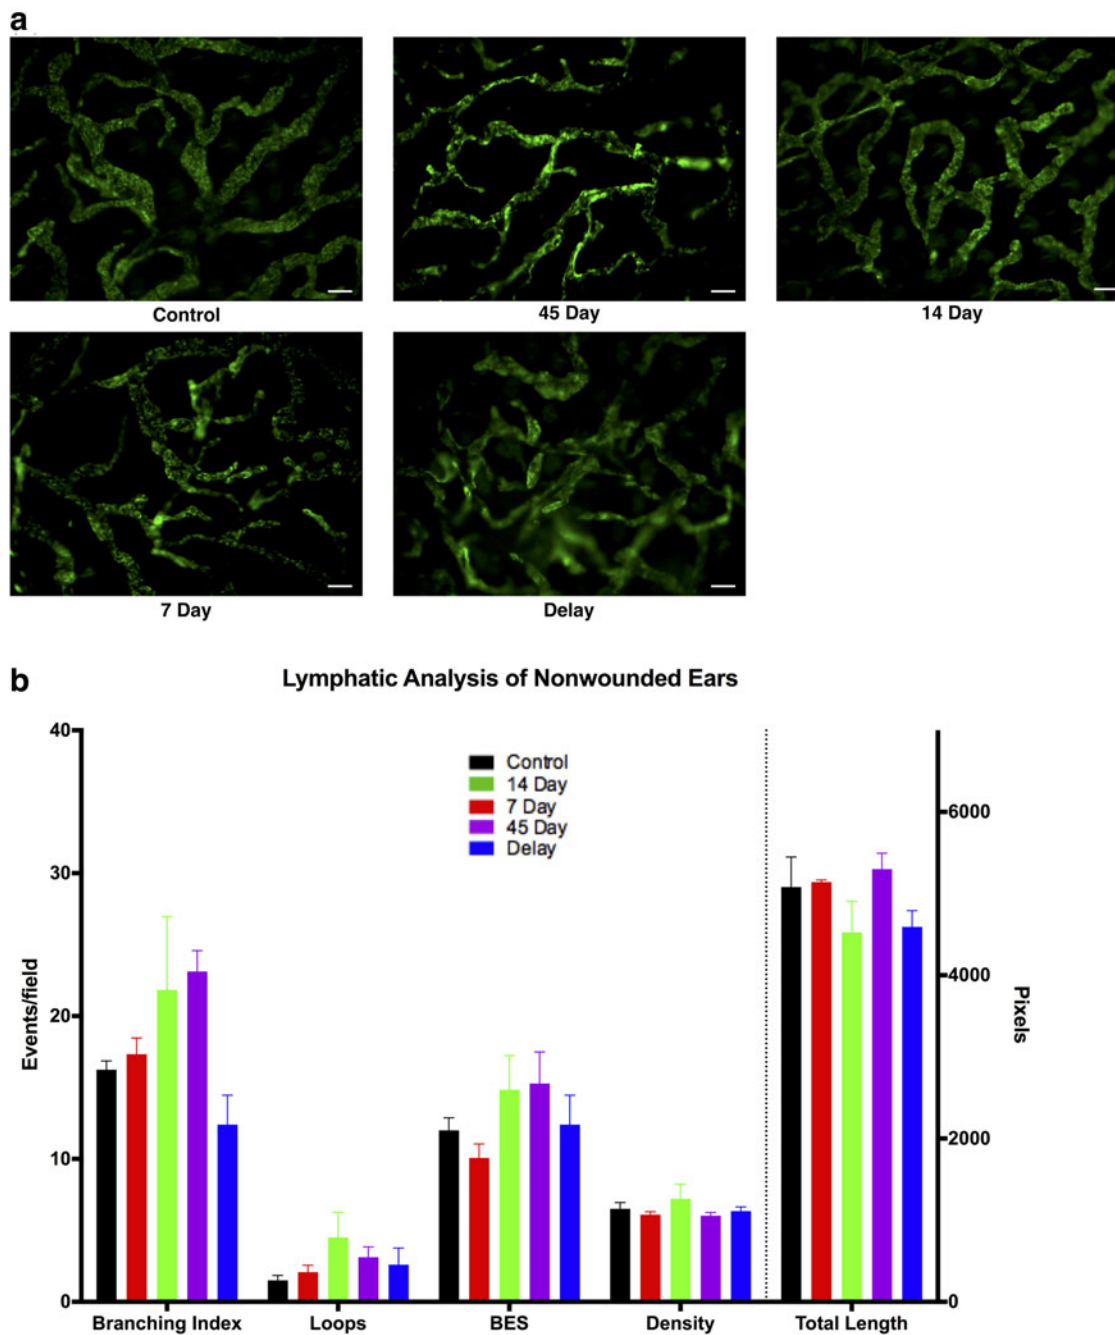 a
Control
45 Day
14 Day
7 Day
Delay
b
Lymphatic Analysis of Nonwounded Ears
40
30
20
10
0
Events/field
Control
14 Day
7 Day
45 Day
Delay
6000
4000
2000
0
Pixels
Branching Index
Loops
BES
Density
Total Length